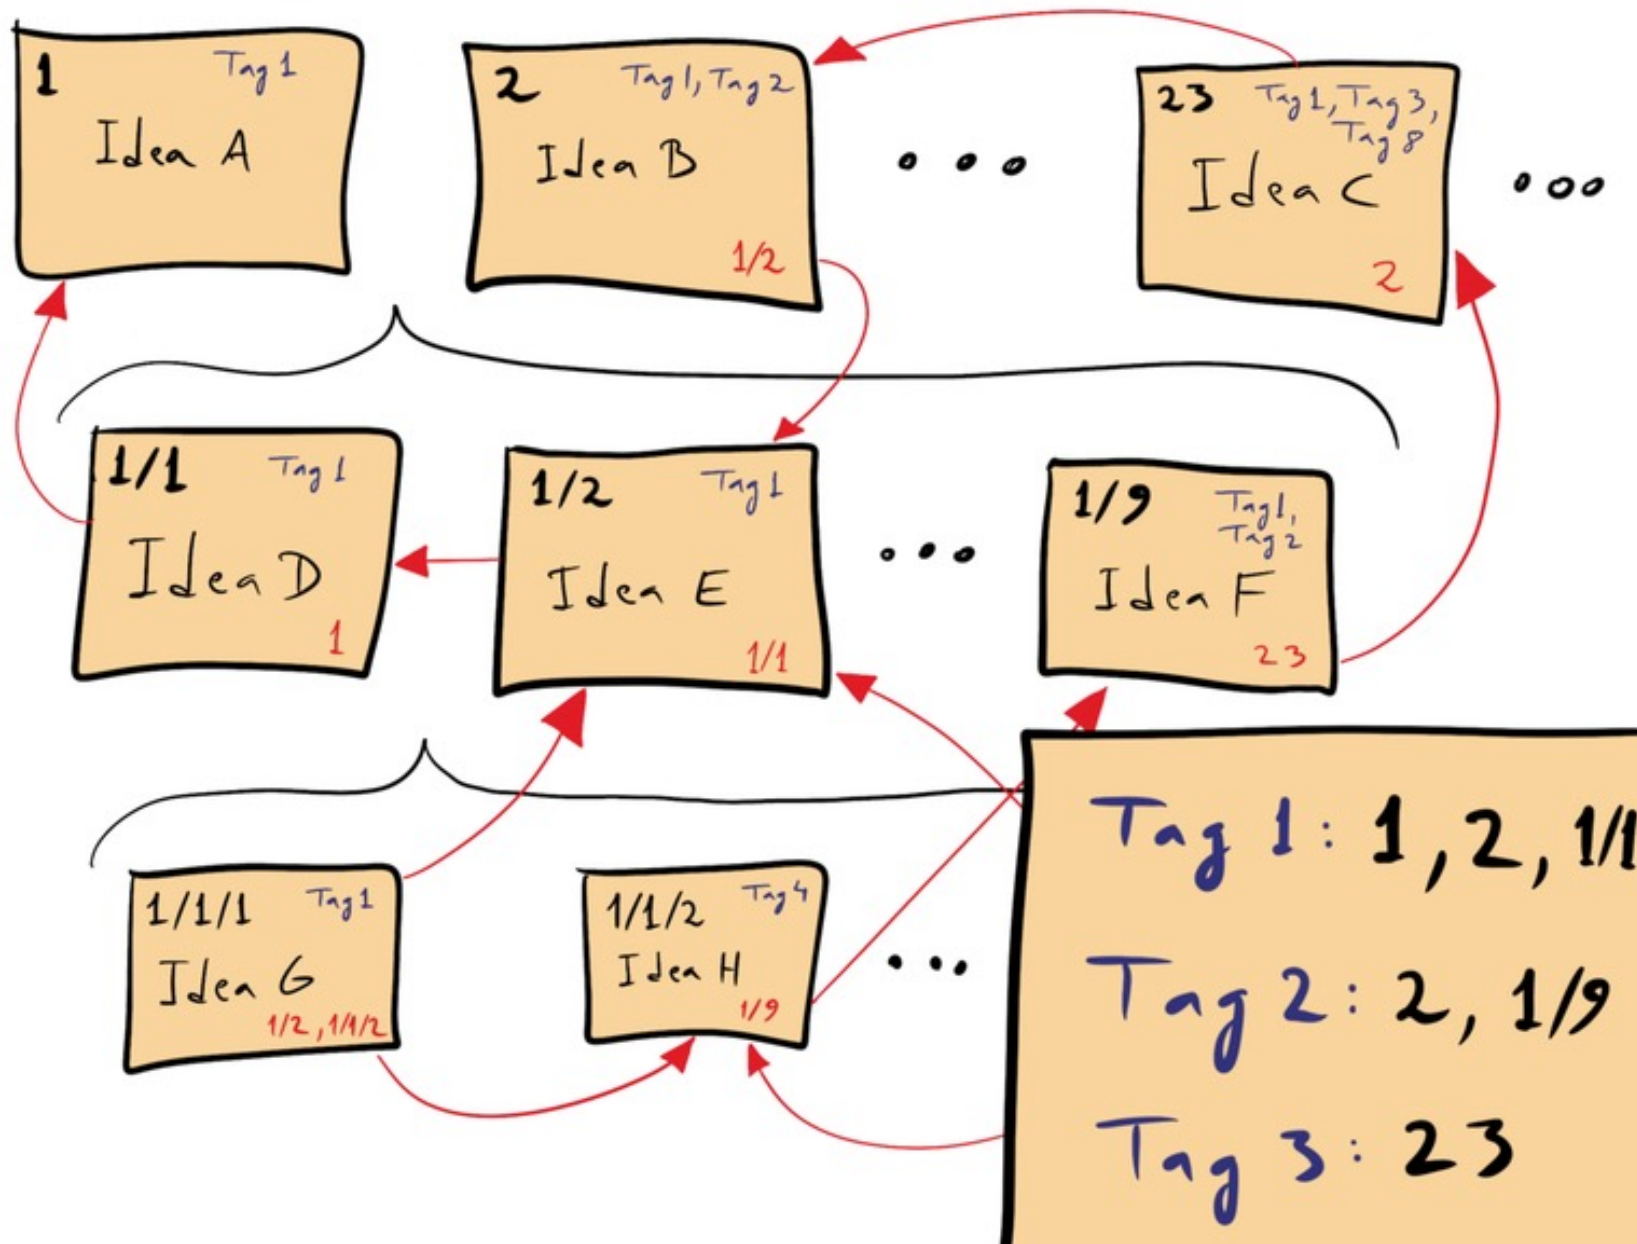 1 Tag 1
Idea A
2 Tag 1, Tag 2
Idea B
1/2
23 Tag 1, Tag 3,
Tag 8
Idea C
2
1/1 Tag 1
Idea D
1
1/2 Tag 1
Idea E
1/1
1/9 Tag 1,
Tag 2
Idea F
23
1/1/1 Tag 1
Idea G
1/2, 1/1/2
1/1/2 Tag 4
Idea H
1/9
Tag 1: 1, 2, 1/1
Tag 2: 2, 1/9
Tag 3: 23